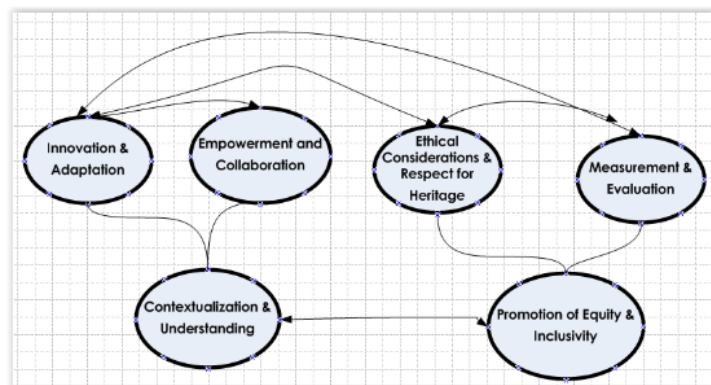 Innovation &
Adaptation
Empowerment and
Collaboration
Ethical
Considerations &
Respect for
Heritage
Measurement &
Evaluation
Contextualization &
Understanding
Promotion of Equity &
Inclusivity